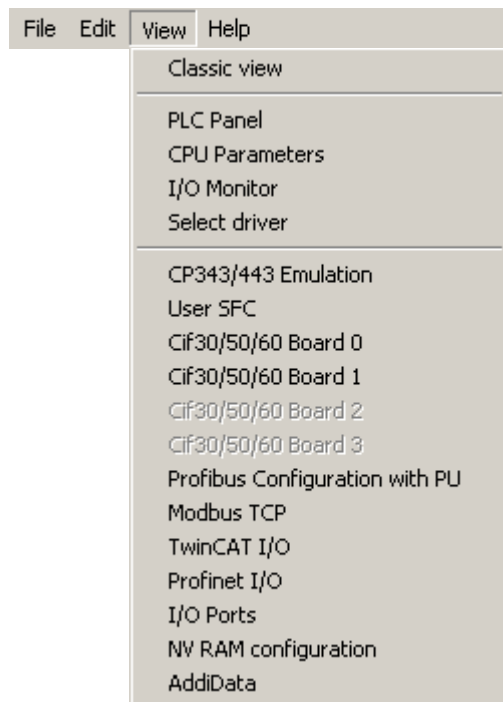 File Edit View Help
Classic view
PLC Panel
CPU Parameters
I/O Monitor
Select driver
CP343/443 Emulation
User SFC
Cif30/50/60 Board 0
Cif30/50/60 Board 1
Cif30/50/60 Board 2
Cif30/50/60 Board 3
Profibus Configuration with PU
Modbus TCP
TwinCAT I/O
Profinet I/O
I/O Ports
NV RAM configuration
AddiData